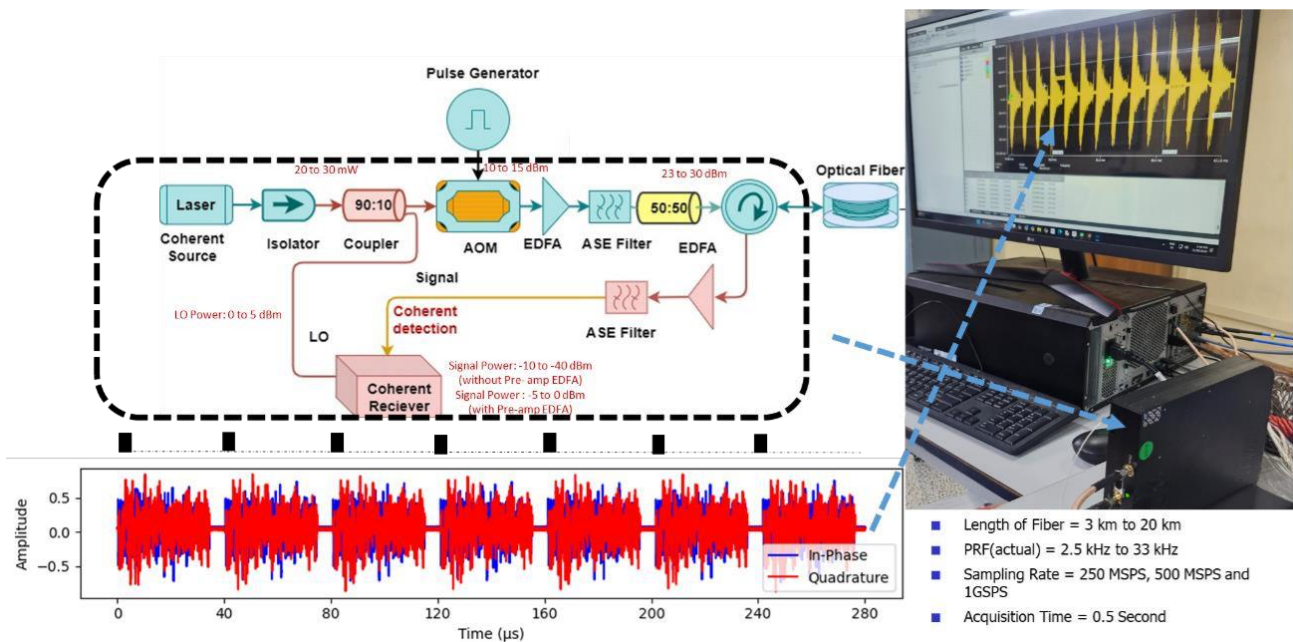 Pulse Generator
20 to 30 mW
10 to 15 dBm
23 to 30 dBm
Optical Fiber
Laser
90:10
50:50
Coherent
Source
Isolator
Coupler
AOM
EDFA
ASE Filter
EDFA
Signal
Coherent
detection
ASE Filter
LO Power: 0 to 5 dBm
LO
Coherent
Reciever
Signal Power: -10 to -40 dBm
(without Pre- amp EDFA)
Signal Power: -5 to 0 dBm
(with Pre-amp EDFA)
Amplitude
0.5
0.0
−0.5
In-Phase
Quadrature
0 40 80 120 160 200 240 280
Time (μs)
Length of Fiber = 3 km to 20 km
PRF(actual) = 2.5 kHz to 33 kHz
Sampling Rate = 250 MSPS, 500 MSPS and
1GSPS
Acquisition Time = 0.5 Second